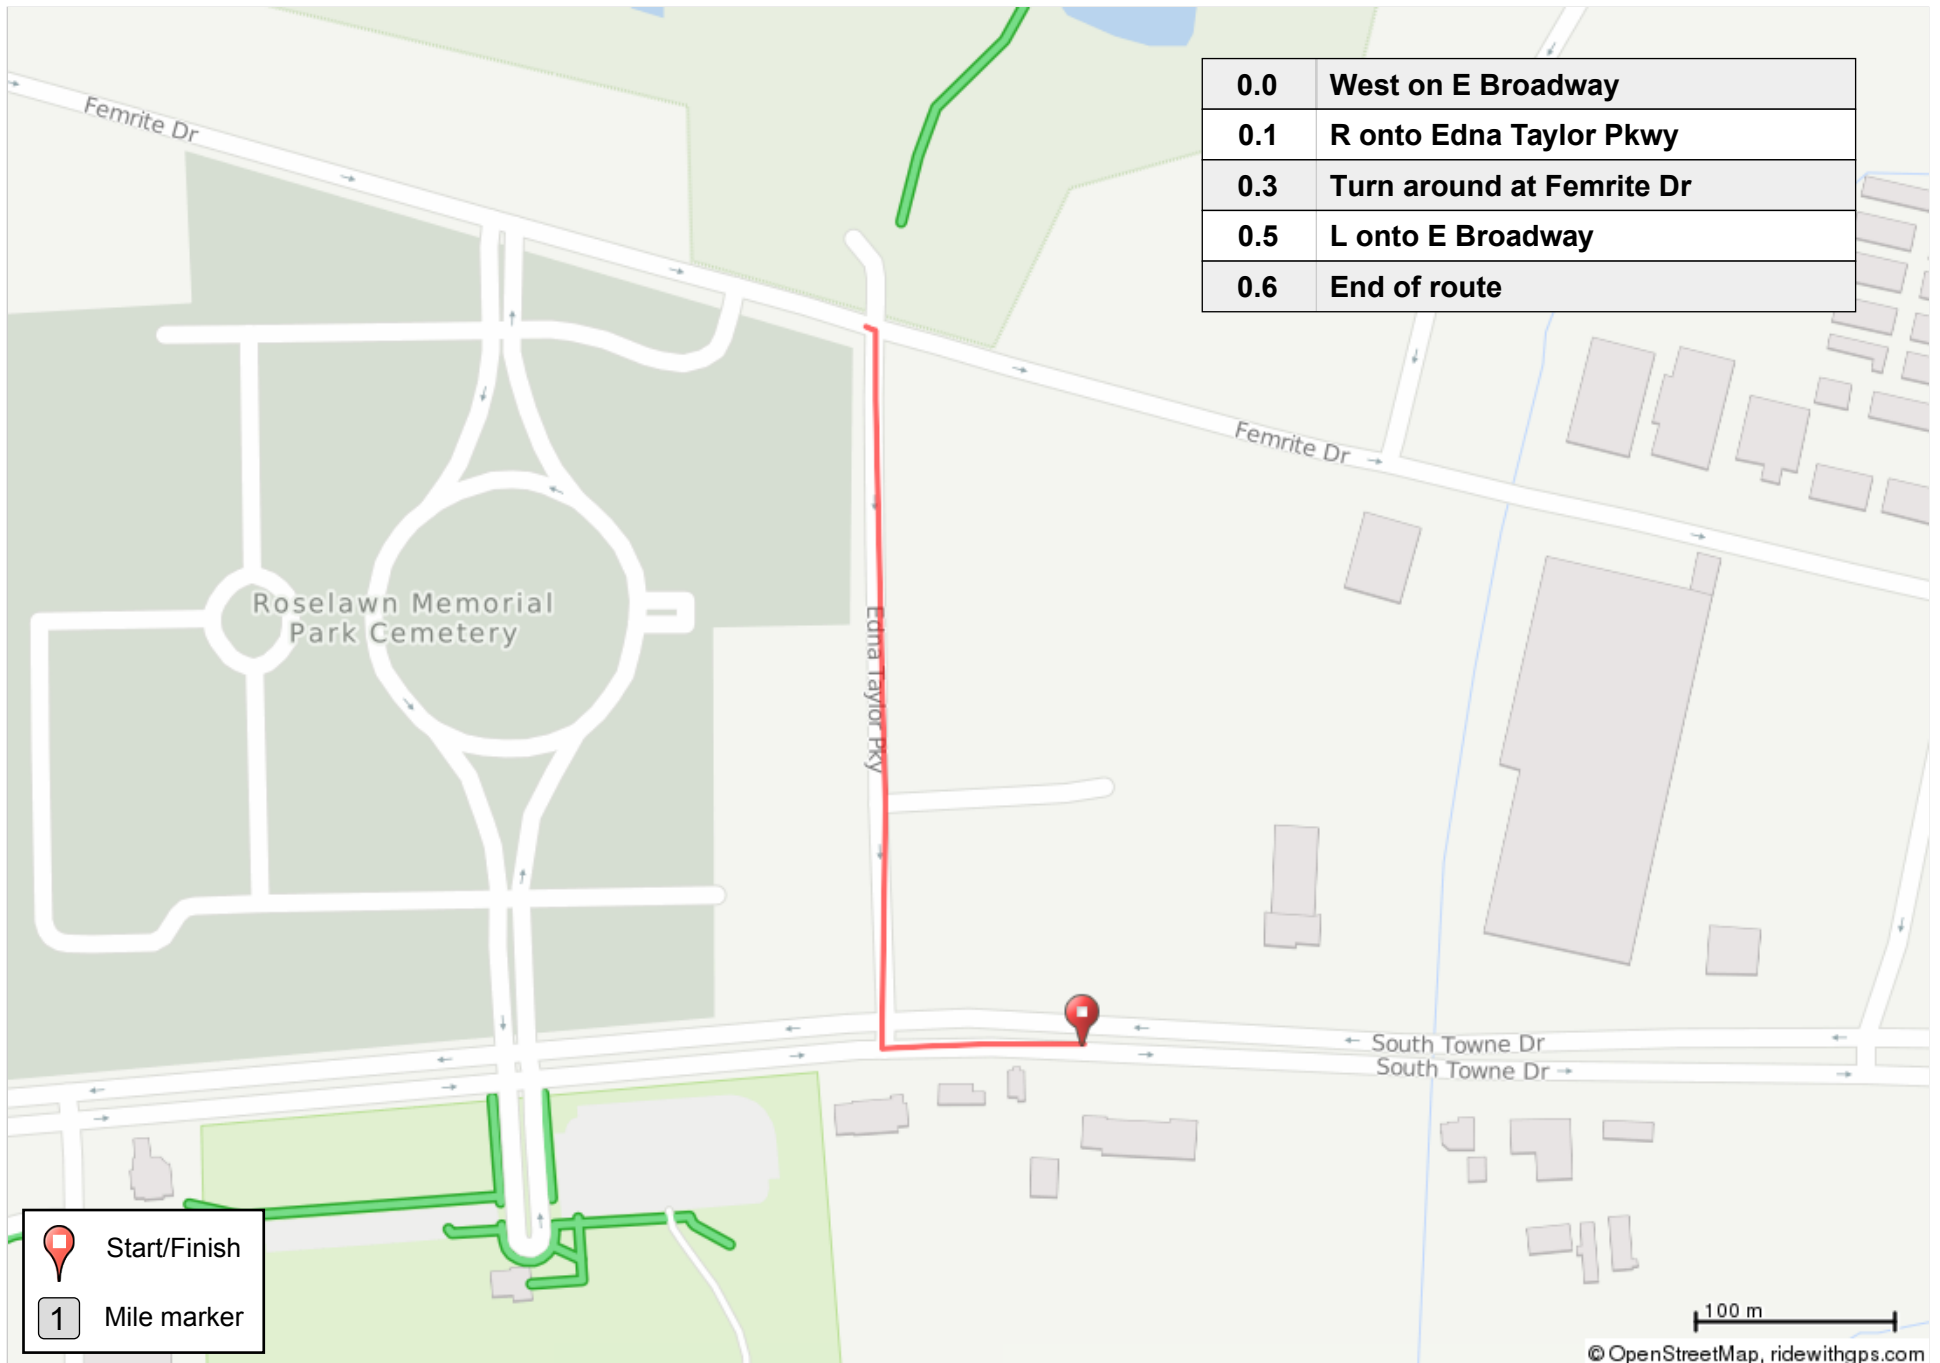 Femrite Dr
0.0 West on E Broadway
0.1 R onto Edna Taylor Pkwy
0.3 Turn around at Femrite Dr
0.5 L onto E Broadway
0.6 End of route
Femrite Dr
Roselawn Memorial
Park Cemetery
Edna Taylor Pky
South Towne Dr
South Towne Dr
Start/Finish
1 Mile marker
100 m
© OpenStreetMap, ridewithgps.com